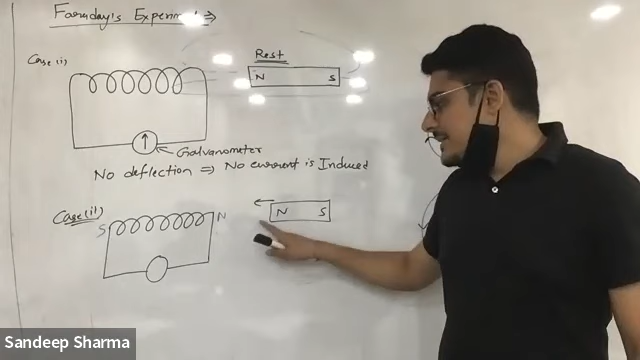 Faraday's Experiment ⇒
Case (i)
Rest
N S
Galvanometer
No deflection ⇒ No current is Induced
Case (ii)
S N
N S
Sandeep Sharma